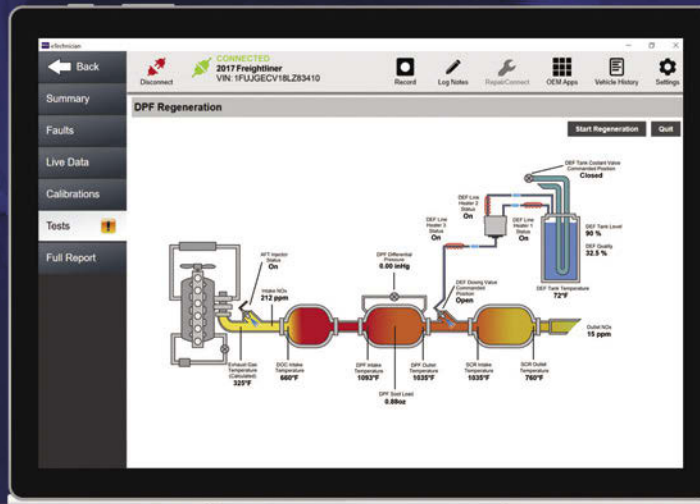 eTechnician
Back
Summary
Faults
Live Data
Calibrations
Tests
Full Report
Disconnect
CONNECTED
2017 Freightliner
VIN: 1FUJGECV18LZ83410
Record
Log Notes
RepairConnect
OEM Apps
Vehicle History
Settings
DPF Regeneration
Start Regeneration
Quit
DEF Tank Coolant Valve
Commanded Position
Closed
DEF Line
Heater 2
Status
On
DEF Line
Heater 3
Status
On
DEF Line
Heater 1
Status
On
DEF Tank Level
90 %
DEF Quality
32.5 %
DEF Tank Temperature
72°F
AFT Injector
Status
On
Intake NOx
212 ppm
DPF Differential
Pressure
0.00 inHg
DEF Dosing Valve
Commanded
Position
Open
Outlet NOx
15 ppm
Exhaust Gas
Temperature
(Calculated)
325°F
DOC Intake
Temperature
660°F
DPF Intake
Temperature
1093°F
DPF Outlet
Temperature
1035°F
SCR Intake
Temperature
1035°F
SCR Outlet
Temperature
760°F
DPF Soot Load
0.88oz